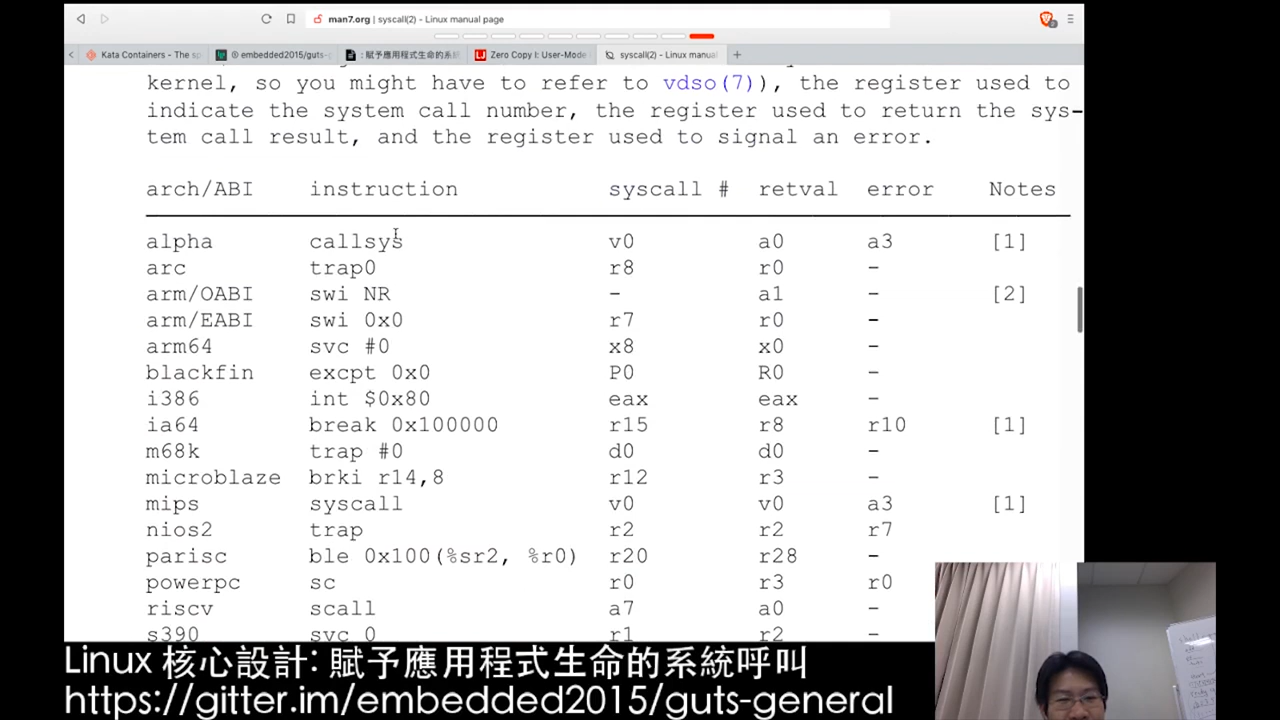 man7.org | syscall(2) - Linux manual page
Kata Containers - The sp
embedded2015/guts-
: 賦予應用程式生命的系統
Zero Copy I: User-Mode
syscall(2) - Linux manual
kernel, so you might have to refer to vdso(7)), the register used to
indicate the system call number, the register used to return the sys-
tem call result, and the register used to signal an error.
arch/ABI instruction syscall # retval error Notes
alpha callsys v0 a0 a3 [1]
arc trap0 r8 r0 -
arm/OABI swi NR - a1 - [2]
arm/EABI swi 0x0 r7 r0 -
arm64 svc #0 x8 x0 -
blackfin excpt 0x0 P0 R0 -
i386 int $0x80 eax eax -
ia64 break 0x100000 r15 r8 r10 [1]
m68k trap #0 d0 d0 -
microblaze brki r14,8 r12 r3 -
mips syscall v0 v0 a3 [1]
nios2 trap r2 r2 r7
parisc ble 0x100(%sr2, %r0) r20 r28 -
powerpc sc r0 r3 r0
riscv scall a7 a0 -
s390 svc 0 r1 r2 -
Linux 核心設計: 賦予應用程式生命的系統呼叫
https://gitter.im/embedded2015/guts-general